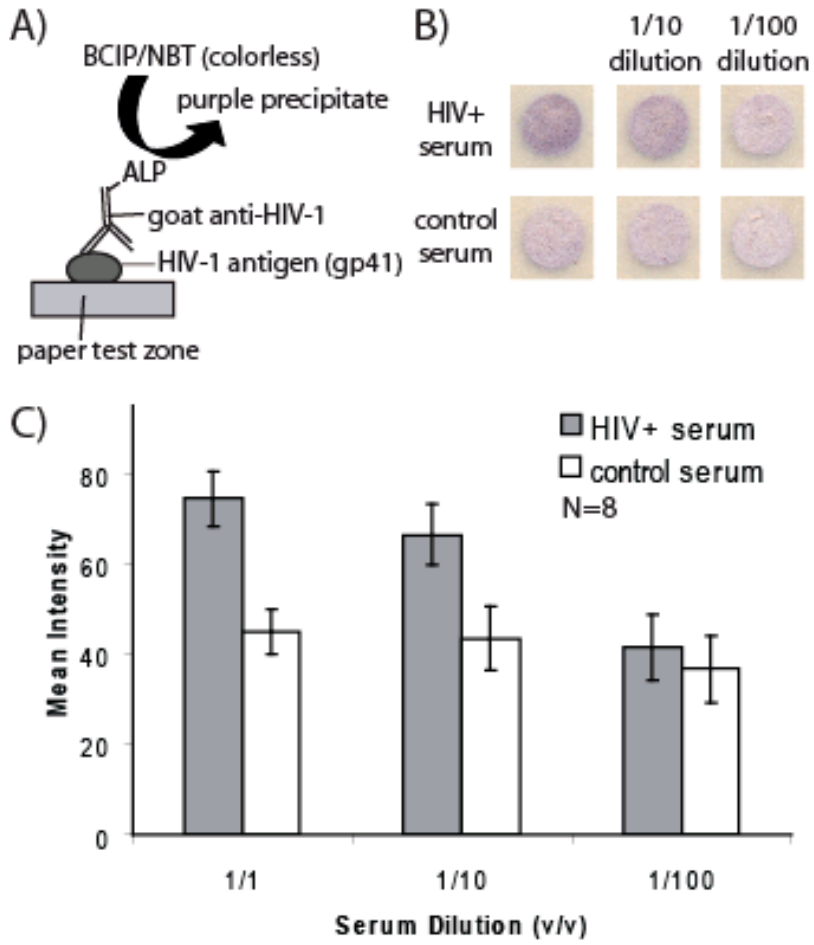 A)
BCIP/NBT (colorless)
purple precipitate
ALP
goat anti-HIV-1
HIV-1 antigen (gp41)
paper test zone
B)
1/10 dilution
1/100 dilution
HIV+ serum
control serum
C)
HIV+ serum
control serum
N=8
Mean Intensity
80
60
40
20
0
1/1
1/10
1/100
Serum Dilution (v/v)